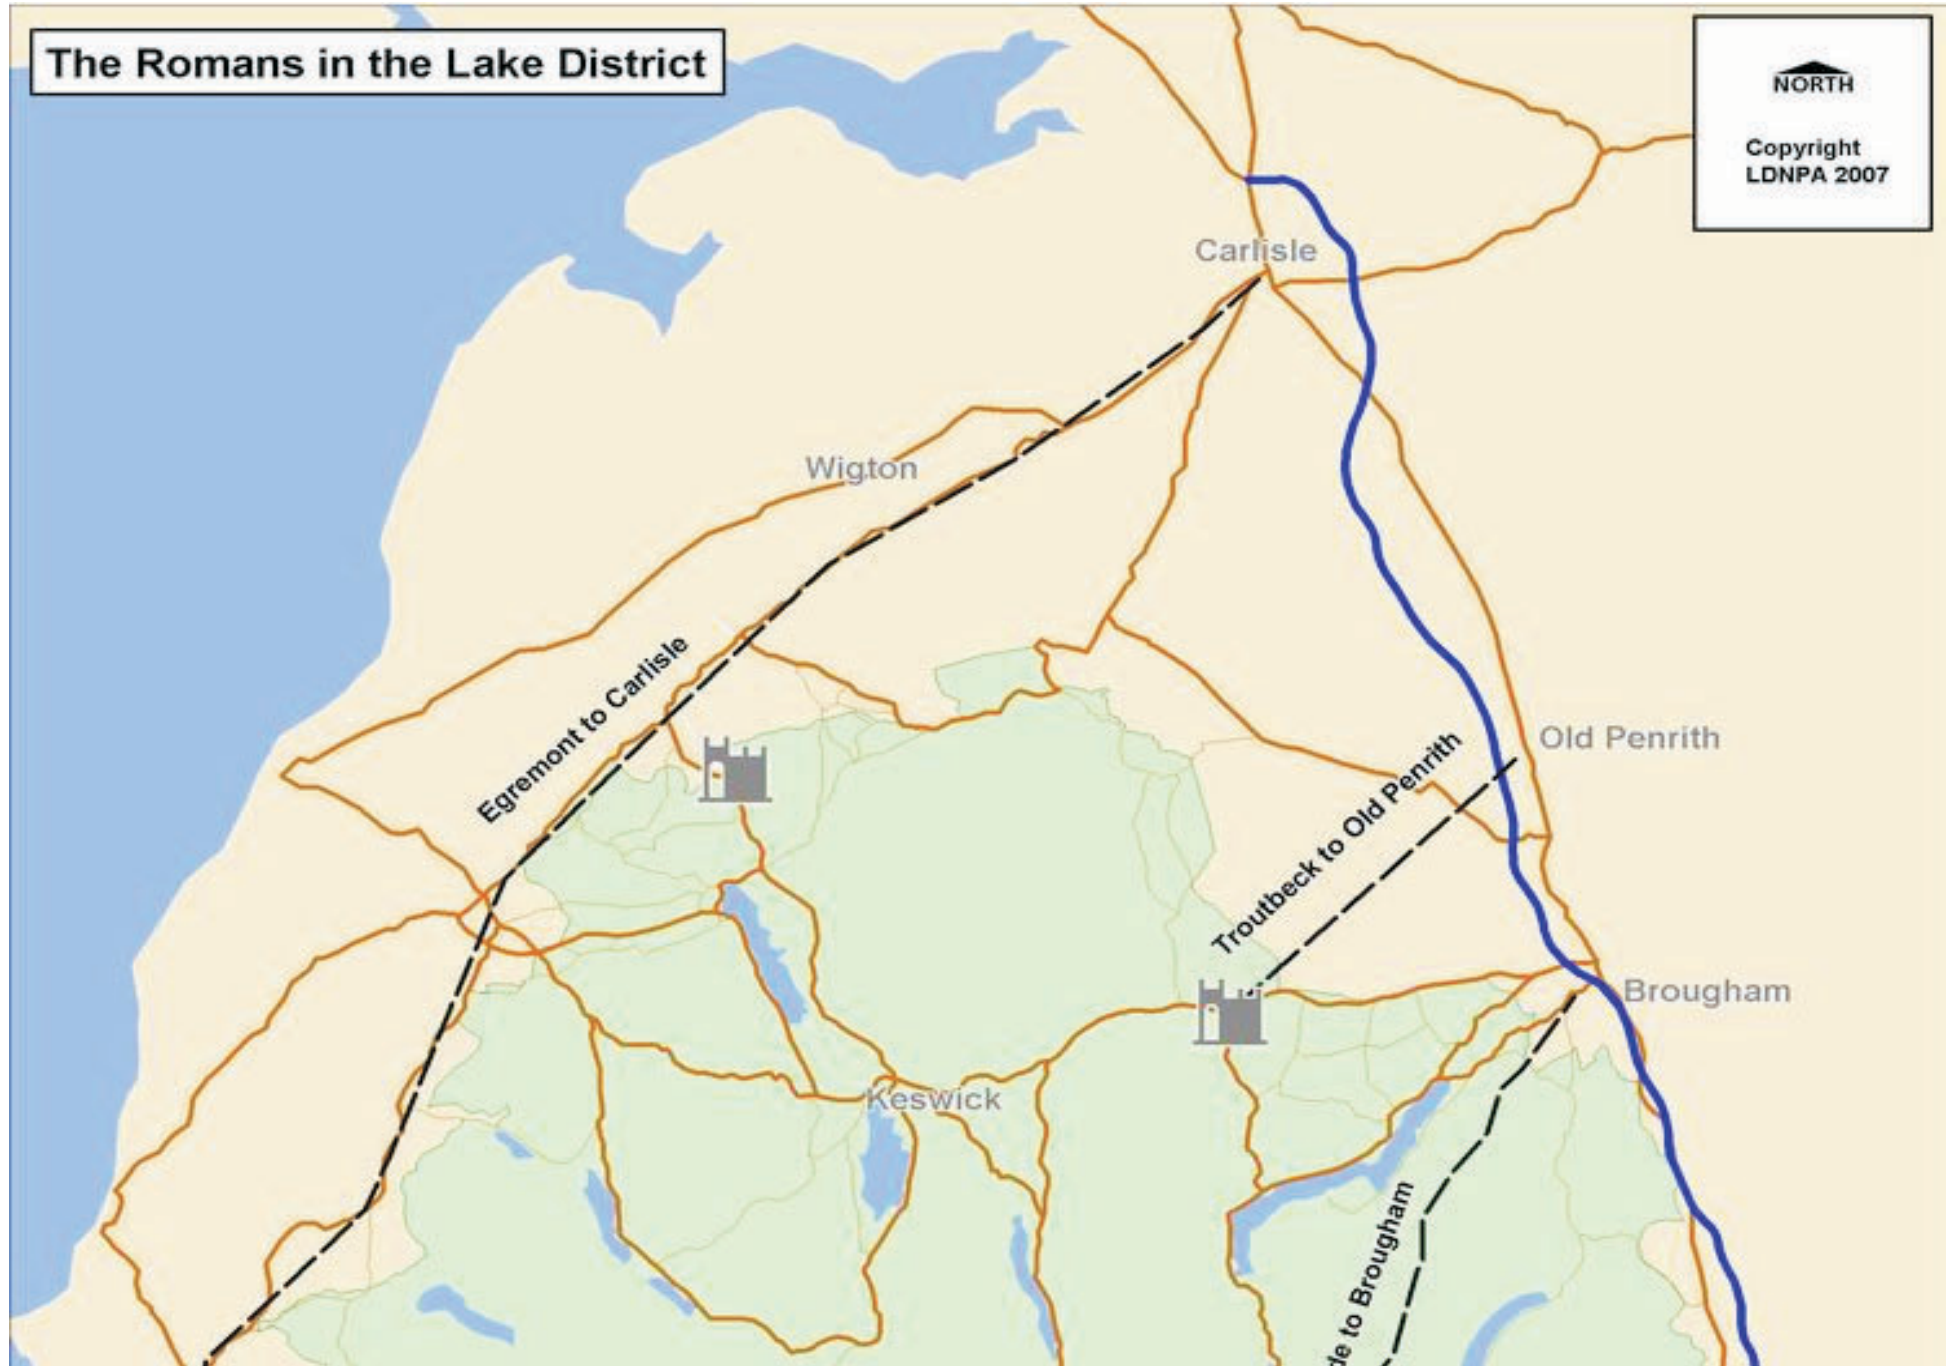 The Romans in the Lake District
NORTH
Copyright
LDNPA 2007
Carlisle
Wigton
Egremont to Carlisle
Old Penrith
Troutbeck to Old Penrith
Brougham
Keswick
de to Brougham